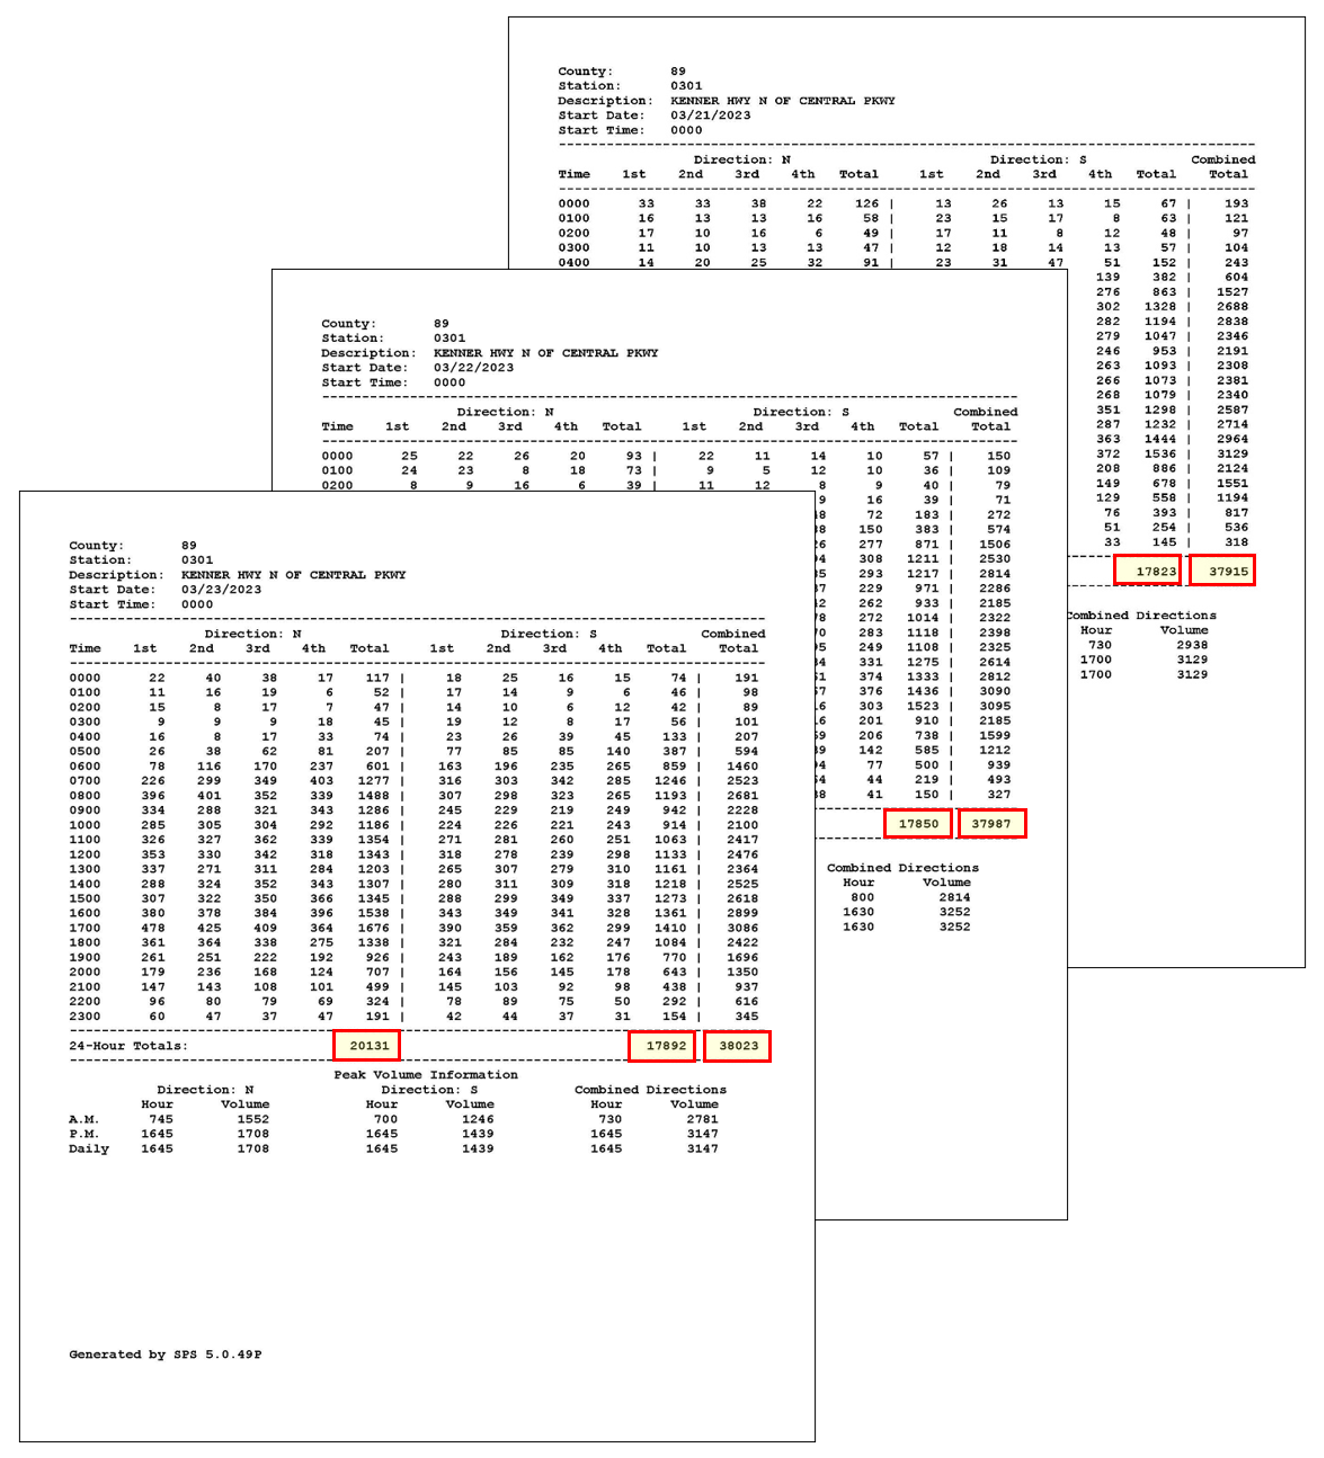 County: 89
Station: 0301
Description: KENNER HWY N OF CENTRAL PKWY
Start Date: 03/21/2023
Start Time: 0000
Direction: N Direction: S Combined
Time 1st 2nd 3rd 4th Total 1st 2nd 3rd 4th Total Total
0000 33 33 38 22 126 | 13 26 13 15 67 | 193
0100 16 13 13 16 58 | 23 15 17 8 63 | 121
0200 17 10 16 6 49 | 17 11 8 12 48 | 97
0300 11 10 13 13 47 | 12 18 14 13 57 | 104
0400 14 20 25 32 91 | 23 31 47 51 152 | 243
139 382 | 604
276 863 | 1527
302 1328 | 2688
282 1194 | 2838
279 1047 | 2346
246 953 | 2191
263 1093 | 2308
266 1073 | 2381
268 1079 | 2340
351 1298 | 2587
287 1232 | 2714
363 1444 | 2964
372 1536 | 3129
208 886 | 2124
149 678 | 1551
129 558 | 1194
76 393 | 817
51 254 | 536
33 145 | 318
17823 37915
Combined Directions
Hour Volume
730 2938
1700 3129
1700 3129
County: 89
Station: 0301
Description: KENNER HWY N OF CENTRAL PKWY
Start Date: 03/22/2023
Start Time: 0000
Direction: N Direction: S Combined
Time 1st 2nd 3rd 4th Total 1st 2nd 3rd 4th Total Total
0000 25 22 26 20 93 | 22 11 14 10 57 | 150
0100 24 23 8 18 73 | 9 5 12 10 36 | 109
0200 8 9 16 6 39 | 11 12 8 9 40 | 79
9 16 39 | 71
72 183 | 272
150 383 | 574
277 871 | 1506
308 1211 | 2530
293 1217 | 2814
229 971 | 2286
262 933 | 2185
272 1014 | 2322
283 1118 | 2398
249 1108 | 2325
331 1275 | 2614
374 1333 | 2812
376 1436 | 3090
303 1523 | 3095
201 910 | 2185
206 738 | 1599
142 585 | 1212
77 500 | 939
44 219 | 493
41 150 | 327
17850 37987
Combined Directions
Hour Volume
800 2814
1630 3252
1630 3252
County: 89
Station: 0301
Description: KENNER HWY N OF CENTRAL PKWY
Start Date: 03/23/2023
Start Time: 0000
Direction: N Direction: S Combined
Time 1st 2nd 3rd 4th Total 1st 2nd 3rd 4th Total Total
0000 22 40 38 17 117 | 18 25 16 15 74 | 191
0100 11 16 19 6 52 | 17 14 9 6 46 | 98
0200 15 8 17 7 47 | 14 10 6 12 42 | 89
0300 9 9 9 18 45 | 19 12 8 17 56 | 101
0400 16 8 17 33 74 | 23 26 39 45 133 | 207
0500 26 38 62 81 207 | 77 85 85 140 387 | 594
0600 78 116 170 237 601 | 163 196 235 265 859 | 1460
0700 226 299 349 403 1277 | 316 303 342 285 1246 | 2523
0800 396 401 352 339 1488 | 307 298 323 265 1193 | 2681
0900 334 288 321 343 1286 | 245 229 219 249 942 | 2228
1000 285 305 304 292 1186 | 224 226 221 243 914 | 2100
1100 326 327 362 339 1354 | 271 281 260 251 1063 | 2417
1200 353 330 342 318 1343 | 318 278 239 298 1133 | 2476
1300 337 271 311 284 1203 | 265 307 279 310 1161 | 2364
1400 288 324 352 343 1307 | 280 311 309 318 1218 | 2525
1500 307 322 350 366 1345 | 288 299 349 337 1273 | 2618
1600 380 378 384 396 1538 | 343 349 341 328 1361 | 2899
1700 478 425 409 364 1676 | 390 359 362 299 1410 | 3086
1800 361 364 338 275 1338 | 321 284 232 247 1084 | 2422
1900 261 251 222 192 926 | 243 189 162 176 770 | 1696
2000 179 236 168 124 707 | 164 156 145 178 643 | 1350
2100 147 143 108 101 499 | 145 103 92 98 438 | 937
2200 96 80 79 69 324 | 78 89 75 50 292 | 616
2300 60 47 37 47 191 | 42 44 37 31 154 | 345
24-Hour Totals: 20131 17892 38023
Peak Volume Information
Direction: N Direction: S Combined Directions
Hour Volume Hour Volume Hour Volume
A.M. 745 1552 700 1246 730 2781
P.M. 1645 1708 1645 1439 1645 3147
Daily 1645 1708 1645 1439 1645 3147
Generated by SPS 5.0.49P